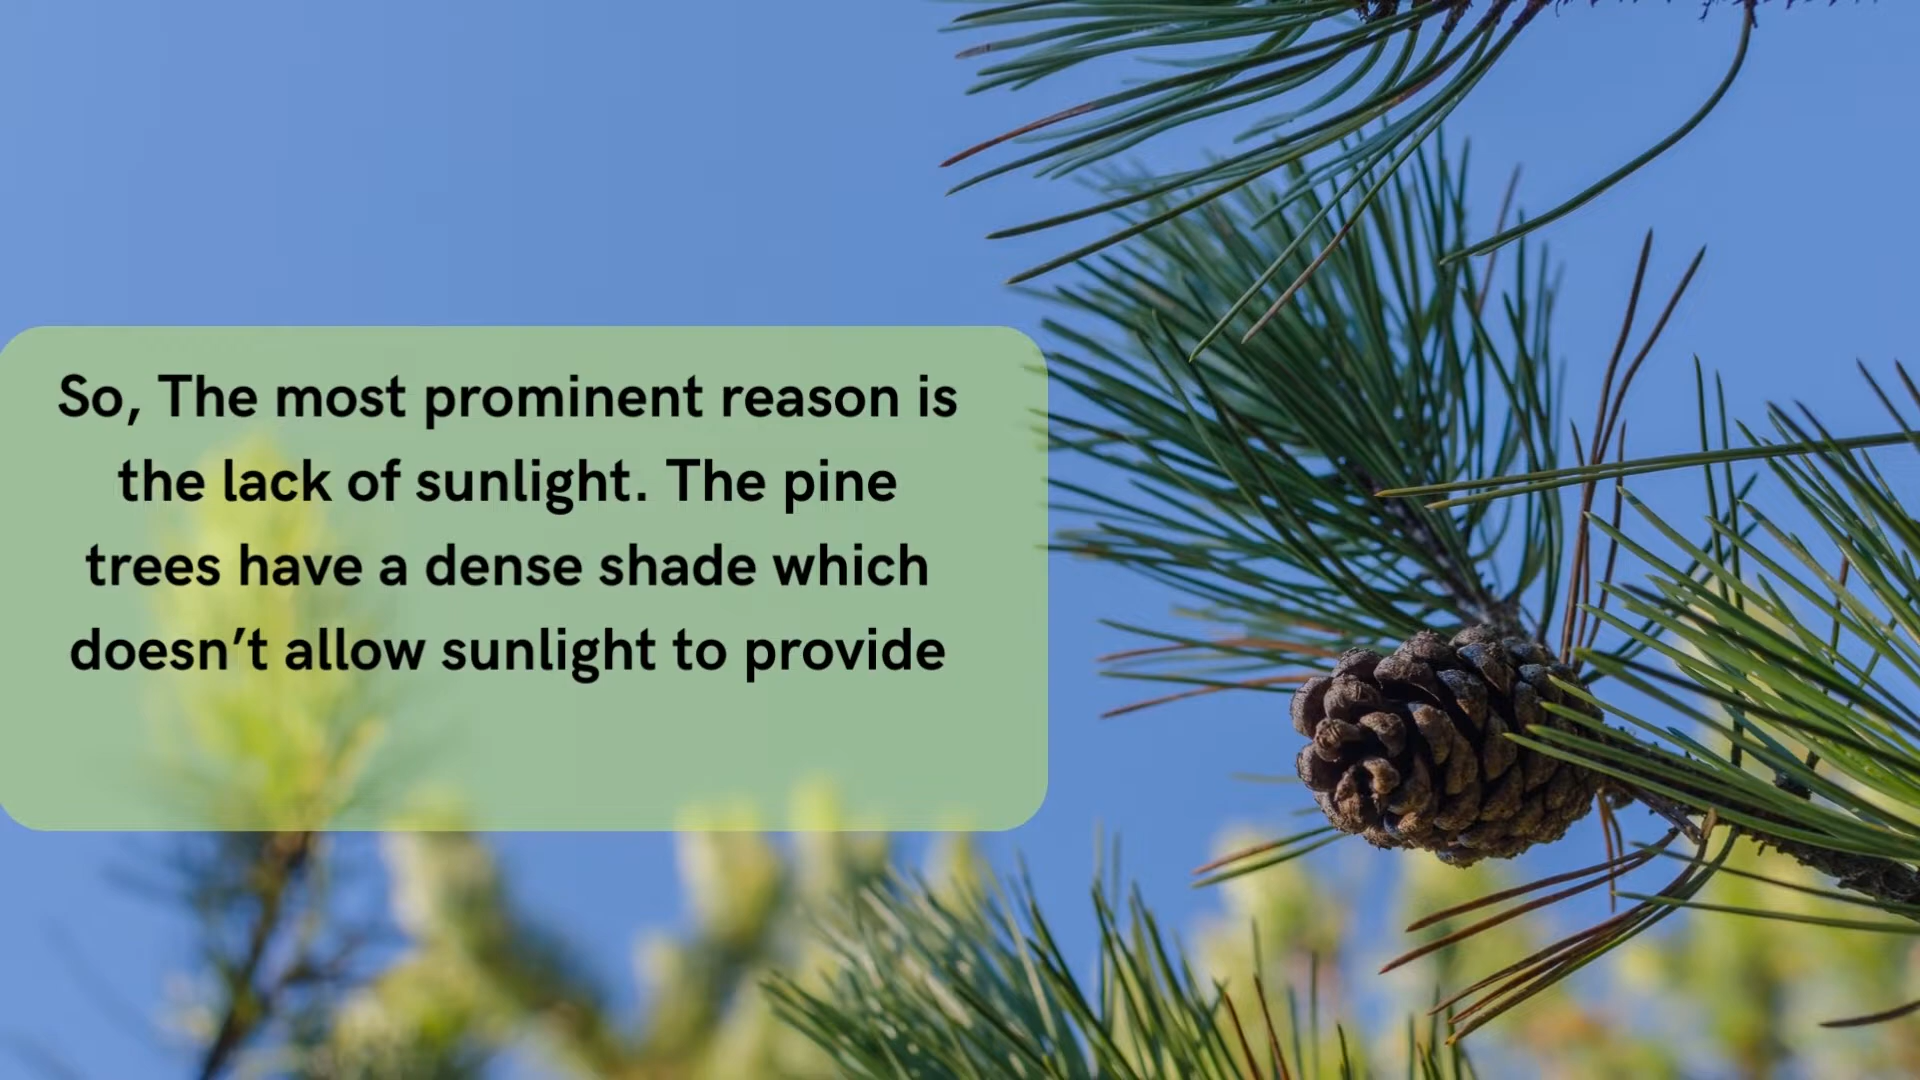 So, The most prominent reason is
the lack of sunlight. The pine
trees have a dense shade which
doesn’t allow sunlight to provide